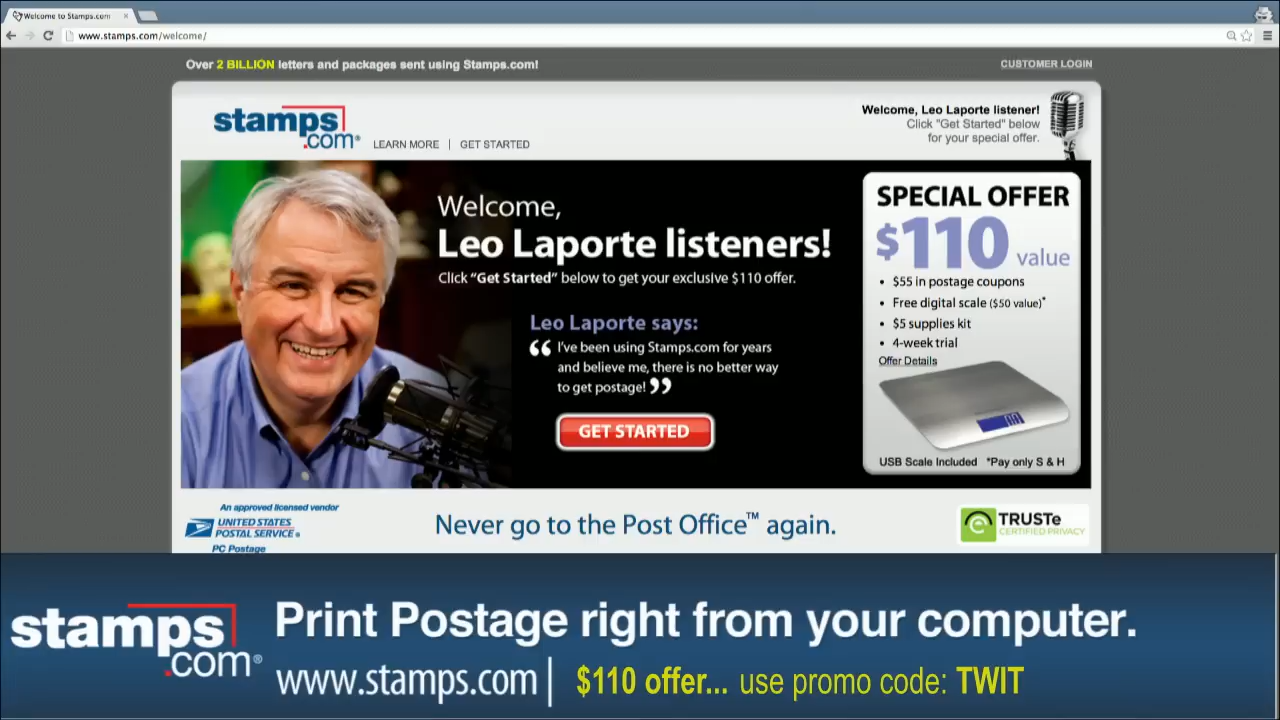 Welcome to Stamps.com
www.stamps.com/welcome/
Over 2 BILLION letters and packages sent using Stamps.com!
CUSTOMER LOGIN
stamps
.com®
LEARN MORE | GET STARTED
Welcome, Leo Laporte listener!
Click "Get Started" below
for your special offer.
Welcome,
Leo Laporte listeners!
Click “Get Started” below to get your exclusive $110 offer.
Leo Laporte says:
“I’ve been using Stamps.com for years
and believe me, there is no better way
to get postage!”
GET STARTED
SPECIAL OFFER
$110 value
• $55 in postage coupons
• Free digital scale ($50 value)*
• $5 supplies kit
• 4-week trial
Offer Details
USB Scale Included *Pay only S & H
An approved licensed vendor
UNITED STATES
POSTAL SERVICE®
PC Postage
Never go to the Post Office™ again.
TRUSTe
CERTIFIED PRIVACY
stamps
.com®
Print Postage right from your computer.
www.stamps.com | $110 offer... use promo code: TWIT